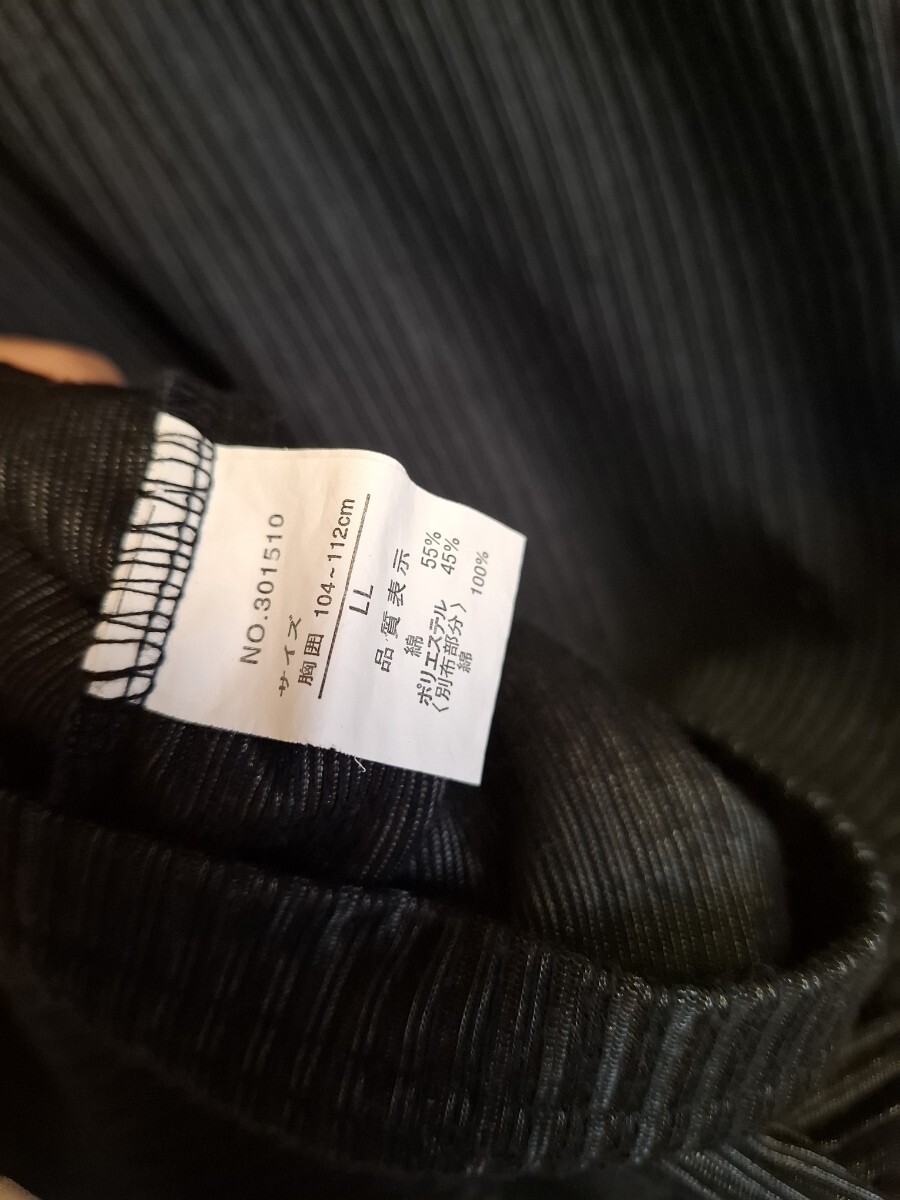 NO.301510
サイズ
胸囲 104~112cm
LL
品質表示
綿 55%
ポリエステル 45%
〈別布部分〉
綿 100%